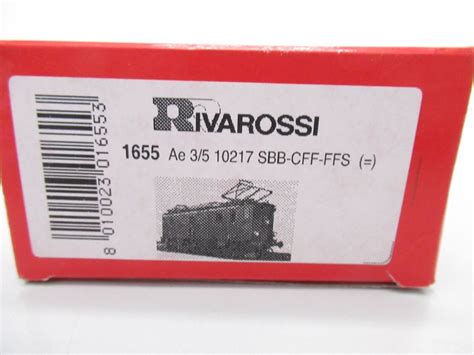 RIVAROSSI
1655 Ae 3/5 10217 SBB-CFF-FFS (=)
8 010023 016553